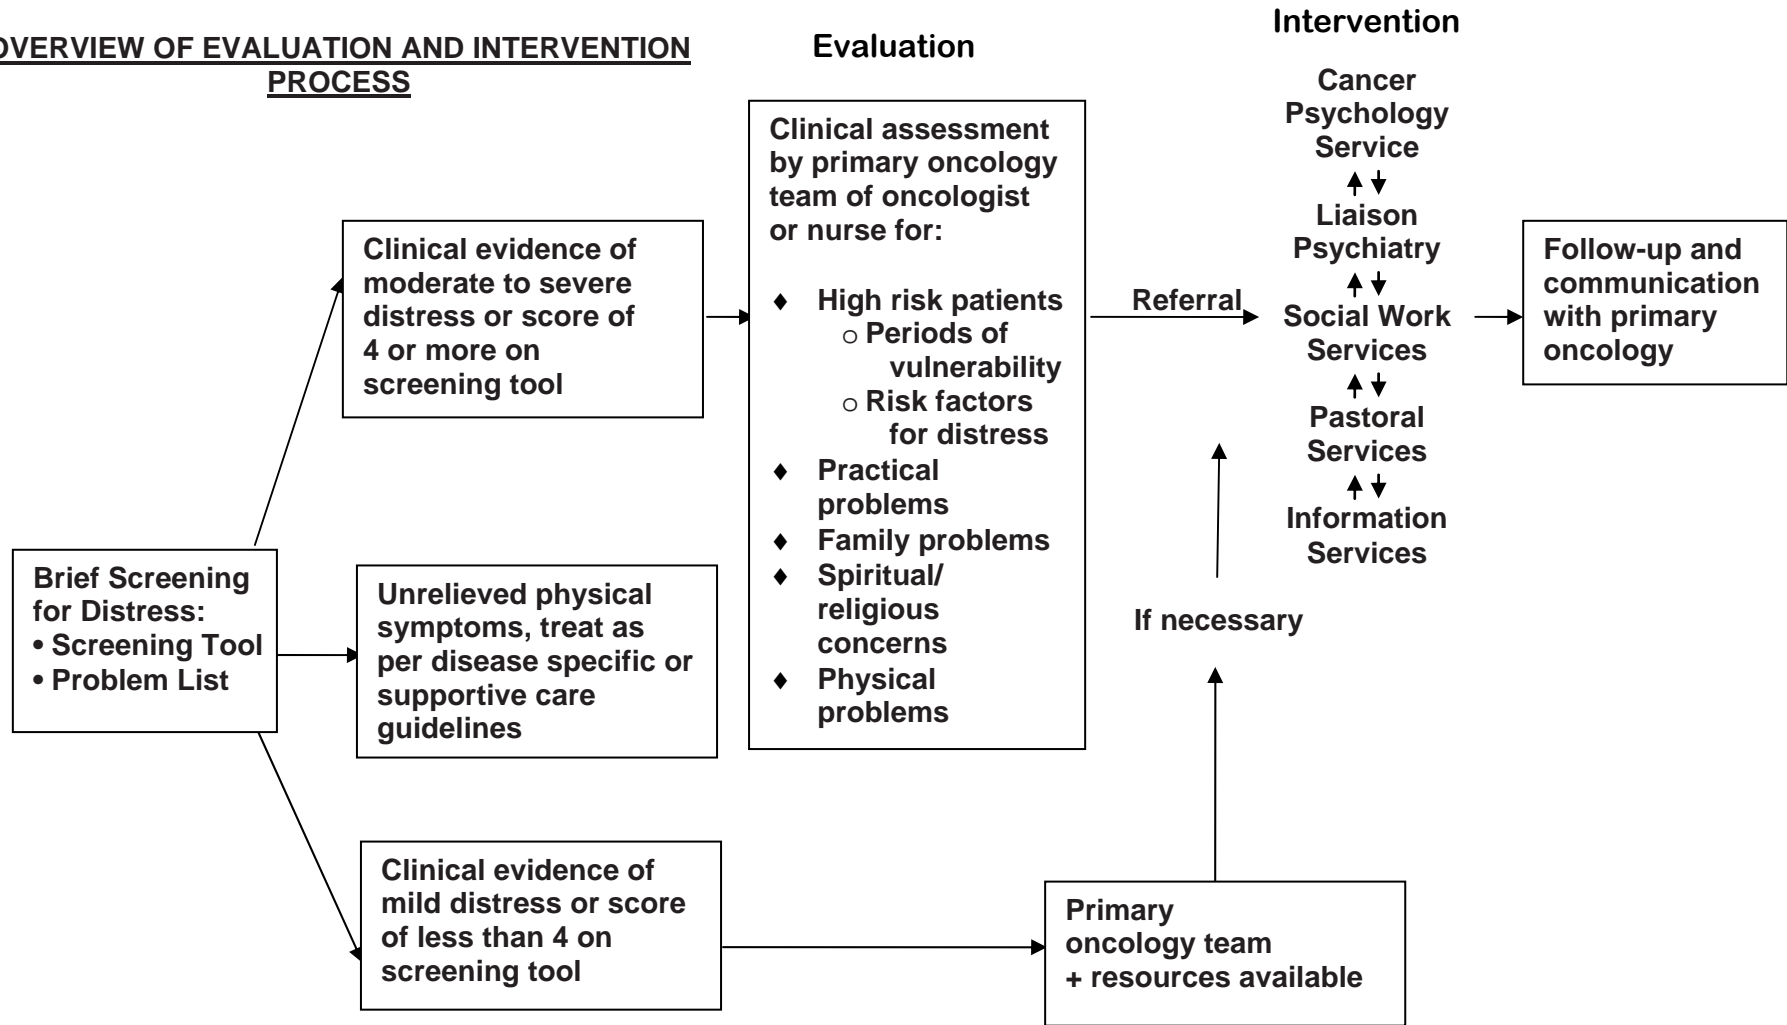 OVERVIEW OF EVALUATION AND INTERVENTION
PROCESS
Evaluation
Intervention
Brief Screening
for Distress:
• Screening Tool
• Problem List
Clinical evidence of
moderate to severe
distress or score of
4 or more on
screening tool
Unrelieved physical
symptoms, treat as
per disease specific or
supportive care
guidelines
Clinical evidence of
mild distress or score
of less than 4 on
screening tool
Clinical assessment
by primary oncology
team of oncologist
or nurse for:
♦ High risk patients
o Periods of
vulnerability
o Risk factors
for distress
♦ Practical
problems
♦ Family problems
♦ Spiritual/
religious
concerns
♦ Physical
problems
Referral
If necessary
Primary
oncology team
+ resources available
Cancer
Psychology
Service
Liaison
Psychiatry
Social Work
Services
Pastoral
Services
Information
Services
Follow-up and
communication
with primary
oncology